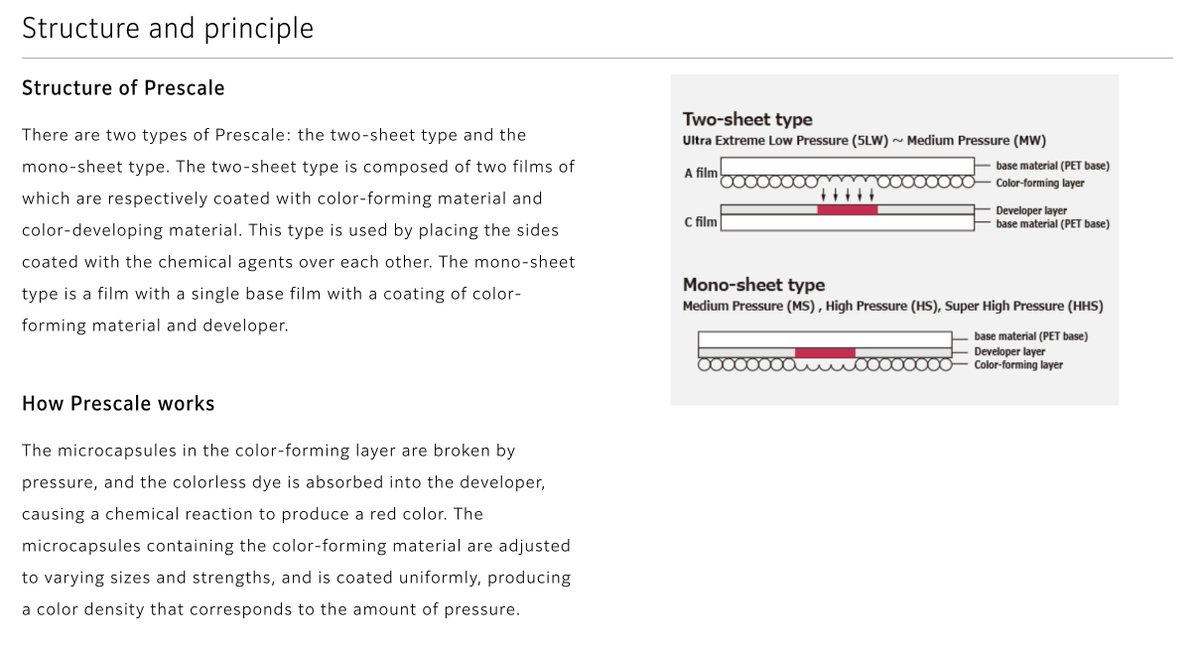 Structure and principle
Structure of Prescale
There are two types of Prescale: the two-sheet type and the
mono-sheet type. The two-sheet type is composed of two films of
which are respectively coated with color-forming material and
color-developing material. This type is used by placing the sides
coated with the chemical agents over each other. The mono-sheet
type is a film with a single base film with a coating of color-
forming material and developer.
How Prescale works
The microcapsules in the color-forming layer are broken by
pressure, and the colorless dye is absorbed into the developer,
causing a chemical reaction to produce a red color. The
microcapsules containing the color-forming material are adjusted
to varying sizes and strengths, and is coated uniformly, producing
a color density that corresponds to the amount of pressure.
Two-sheet type
Ultra Extreme Low Pressure (5LW) ~ Medium Pressure (MW)
A film
base material (PET base)
Color-forming layer
Developer layer
C film
base material (PET base)
Mono-sheet type
Medium Pressure (MS) , High Pressure (HS), Super High Pressure (HHS)
base material (PET base)
Developer layer
Color-forming layer